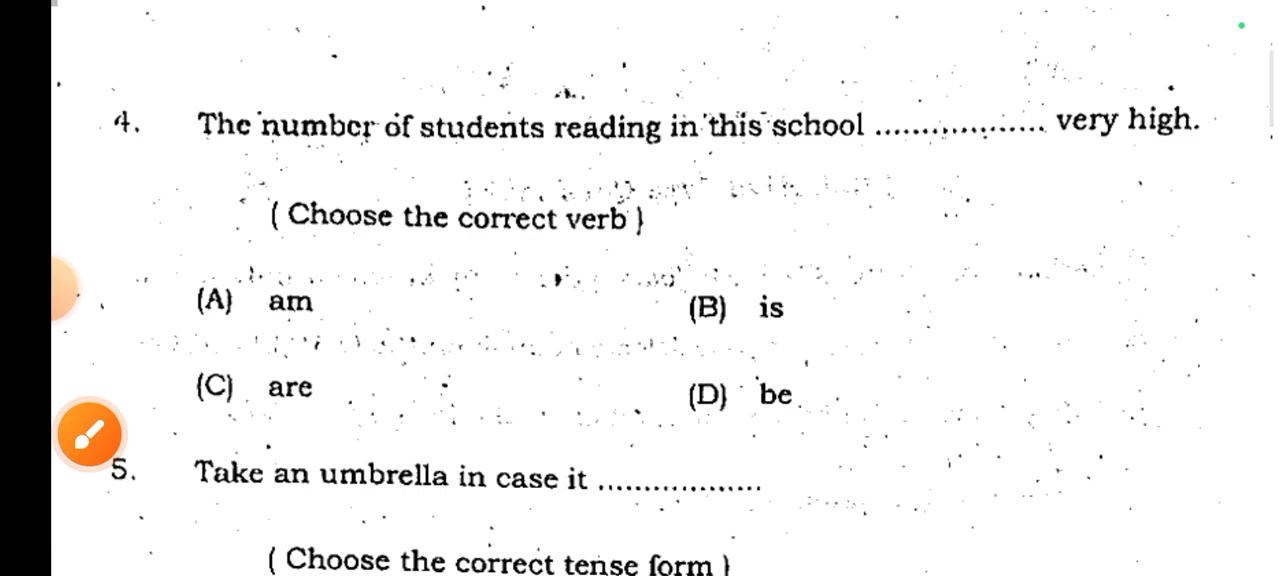 4. The number of students reading in this school .................. very high.
( Choose the correct verb )
(A) am (B) is
(C) are (D) be
5. Take an umbrella in case it ..................
( Choose the correct tense form )